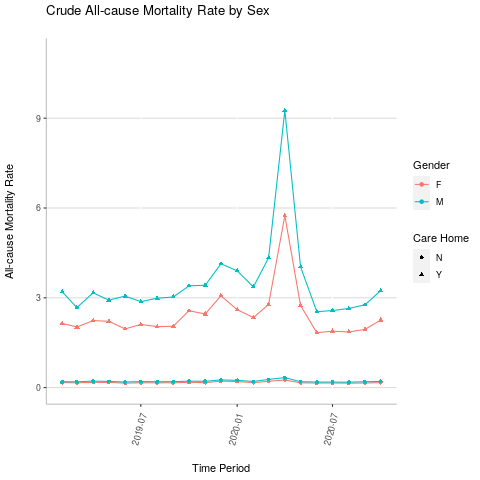 Crude All-cause Mortality Rate by Sex
All-cause Mortality Rate
9
6
3
0
2019-07
2020-01
2020-07
Time Period
Gender
F
M
Care Home
N
Y